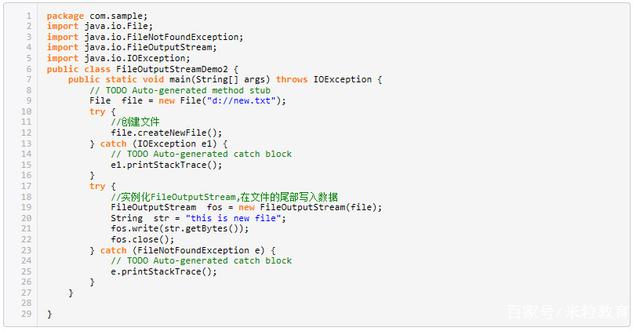 1 package com.sample;
2 import java.io.File;
3 import java.io.FileNotFoundException;
4 import java.io.FileOutputStream;
5 import java.io.IOException;
6 public class FileOutputStreamDemo2 {
7 public static void main(String[] args) throws IOException {
8 // TODO Auto-generated method stub
9 File file = new File("d://new.txt");
10 try {
11 //创建文件
12 file.createNewFile();
13 } catch (IOException e1) {
14 // TODO Auto-generated catch block
15 e1.printStackTrace();
16 }
17 try {
18 //实例化FileOutputStream,在文件的尾部写入数据
19 FileOutputStream fos = new FileOutputStream(file);
20 String str = "this is new file";
21 fos.write(str.getBytes());
22 fos.close();
23 } catch (FileNotFoundException e) {
24 // TODO Auto-generated catch block
25 e.printStackTrace();
26 }
27 }
28
29 }
百家号/米粒教育